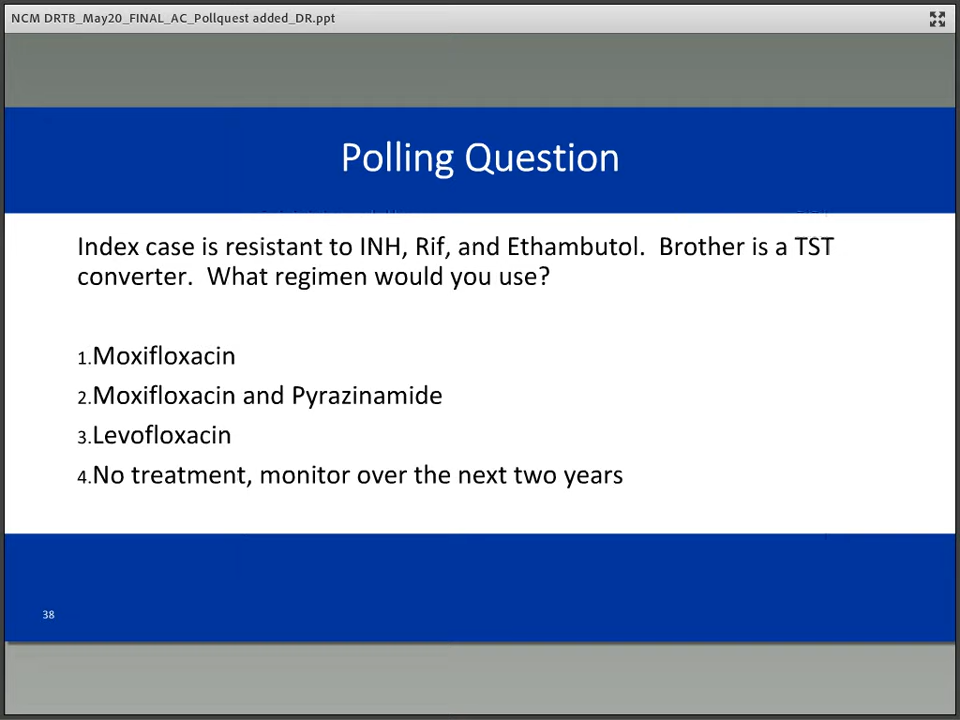 NCM DRTB_May20_FINAL_AC_Pollquest added_DR.ppt
Polling Question
Index case is resistant to INH, Rif, and Ethambutol.  Brother is a TST
converter.  What regimen would you use?
1.Moxifloxacin
2.Moxifloxacin and Pyrazinamide
3.Levofloxacin
4.No treatment, monitor over the next two years
38